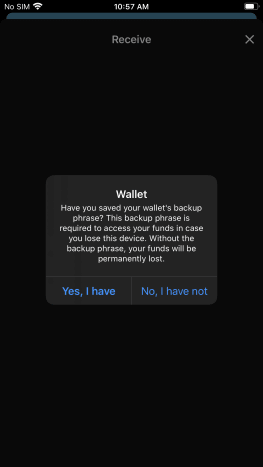 No SIM 10:57 AM
Receive
Wallet
Have you saved your wallet's backup
phrase? This backup phrase is
required to access your funds in case
you lose this device. Without the
backup phrase, your funds will be
permanently lost.
Yes, I have No, I have not